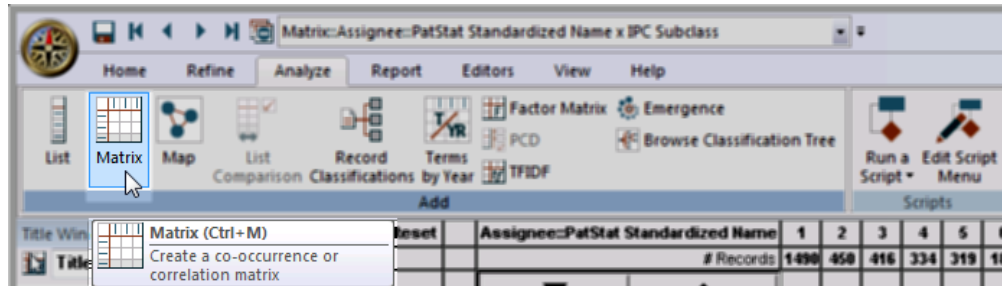 Matrix::Assignee::PatStat Standardized Name x IPC Subclass
Home Refine Analyze Report Editors View Help
List
Matrix
Map
List
Comparison
Record
Classifications
Terms
by Year
Factor Matrix
PCD
TFIDF
Emergence
Browse Classification Tree
Add
Run a
Script
Edit Script
Menu
Scripts
Title Win
Title
Matrix (Ctrl+M)
Create a co-occurrence or
correlation matrix
Reset
Assignee::PatStat Standardized Name 1 2 3 4 5
# Records 1490 450 416 334 319